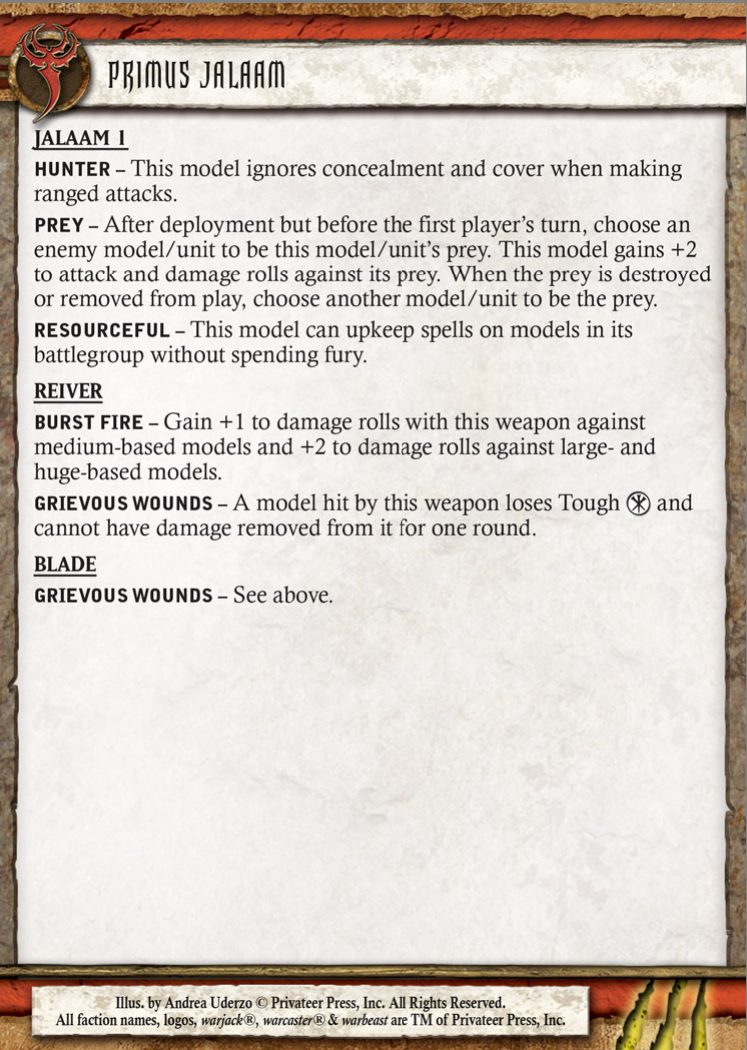 PRIMUS JALAAM
JALAAM 1
HUNTER – This model ignores concealment and cover when making
ranged attacks.
PREY – After deployment but before the first player's turn, choose an
enemy model/unit to be this model/unit's prey. This model gains +2
to attack and damage rolls against its prey. When the prey is destroyed
or removed from play, choose another model/unit to be the prey.
RESOURCEFUL – This model can upkeep spells on models in its
battlegroup without spending fury.
REIVER
BURST FIRE – Gain +1 to damage rolls with this weapon against
medium-based models and +2 to damage rolls against large- and
huge-based models.
GRIEVOUS WOUNDS – A model hit by this weapon loses Tough and
cannot have damage removed from it for one round.
BLADE
GRIEVOUS WOUNDS – See above.
Illus. by Andrea Uderzo © Privateer Press, Inc. All Rights Reserved.
All faction names, logos, warjack®, warcaster® & warbeast are TM of Privateer Press, Inc.